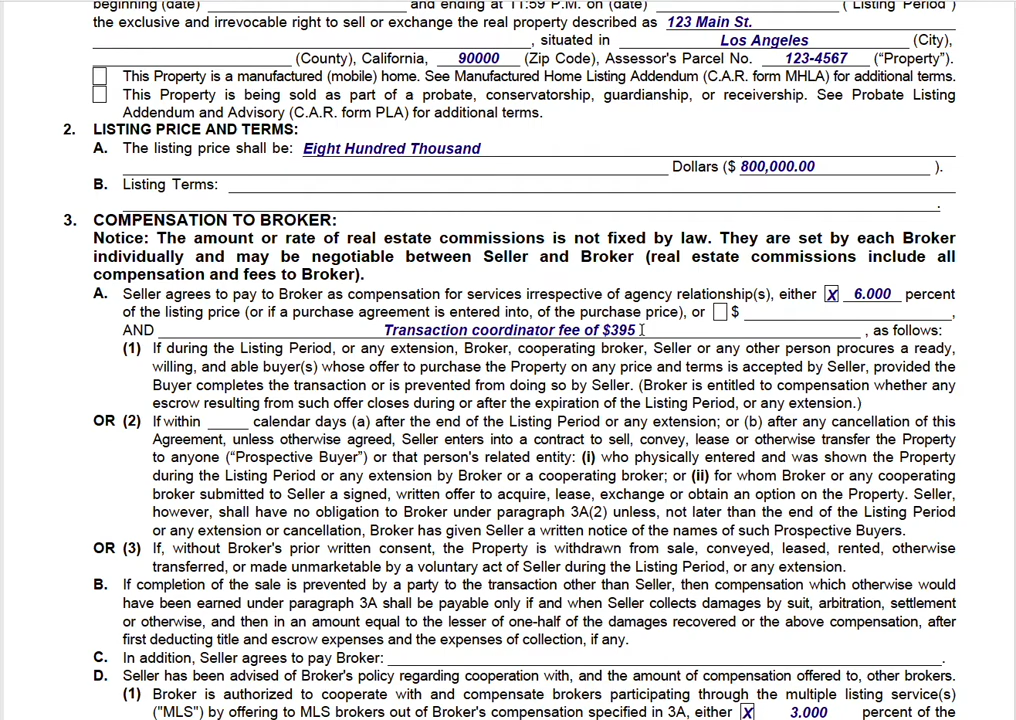 beginning (date) ____ and ending at 11:59 P.M. on (date) ____ ("Listing Period")
the exclusive and irrevocable right to sell or exchange the real property described as 123 Main St.
____, situated in Los Angeles (City),
____ (County), California, 90000 (Zip Code), Assessor's Parcel No. 123-4567 (“Property”).
This Property is a manufactured (mobile) home. See Manufactured Home Listing Addendum (C.A.R. form MHLA) for additional terms.
This Property is being sold as part of a probate, conservatorship, guardianship, or receivership. See Probate Listing
Addendum and Advisory (C.A.R. form PLA) for additional terms.
2. LISTING PRICE AND TERMS:
A. The listing price shall be: Eight Hundred Thousand
____ Dollars ($ 800,000.00 ).
B. Listing Terms: ____
____.
3. COMPENSATION TO BROKER:
Notice: The amount or rate of real estate commissions is not fixed by law. They are set by each Broker
individually and may be negotiable between Seller and Broker (real estate commissions include all
compensation and fees to Broker).
A. Seller agrees to pay to Broker as compensation for services irrespective of agency relationship(s), either X 6.000 percent
of the listing price (or if a purchase agreement is entered into, of the purchase price), or $ ____,
AND Transaction coordinator fee of $395, as follows:
(1) If during the Listing Period, or any extension, Broker, cooperating broker, Seller or any other person procures a ready,
willing, and able buyer(s) whose offer to purchase the Property on any price and terms is accepted by Seller, provided the
Buyer completes the transaction or is prevented from doing so by Seller. (Broker is entitled to compensation whether any
escrow resulting from such offer closes during or after the expiration of the Listing Period, or any extension.)
OR (2) If within ____ calendar days (a) after the end of the Listing Period or any extension; or (b) after any cancellation of this
Agreement, unless otherwise agreed, Seller enters into a contract to sell, convey, lease or otherwise transfer the Property
to anyone (“Prospective Buyer”) or that person's related entity: (i) who physically entered and was shown the Property
during the Listing Period or any extension by Broker or a cooperating broker; or (ii) for whom Broker or any cooperating
broker submitted to Seller a signed, written offer to acquire, lease, exchange or obtain an option on the Property. Seller,
however, shall have no obligation to Broker under paragraph 3A(2) unless, not later than the end of the Listing Period
or any extension or cancellation, Broker has given Seller a written notice of the names of such Prospective Buyers.
OR (3) If, without Broker's prior written consent, the Property is withdrawn from sale, conveyed, leased, rented, otherwise
transferred, or made unmarketable by a voluntary act of Seller during the Listing Period, or any extension.
B. If completion of the sale is prevented by a party to the transaction other than Seller, then compensation which otherwise would
have been earned under paragraph 3A shall be payable only if and when Seller collects damages by suit, arbitration, settlement
or otherwise, and then in an amount equal to the lesser of one-half of the damages recovered or the above compensation, after
first deducting title and escrow expenses and the expenses of collection, if any.
C. In addition, Seller agrees to pay Broker: ____.
D. Seller has been advised of Broker's policy regarding cooperation with, and the amount of compensation offered to, other brokers.
(1) Broker is authorized to cooperate with and compensate brokers participating through the multiple listing service(s)
("MLS") by offering to MLS brokers out of Broker's compensation specified in 3A, either X 3.000 percent of the